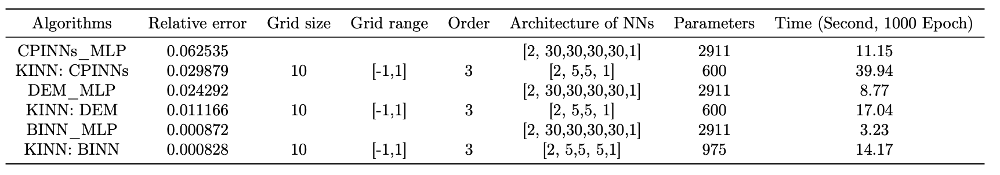 Algorithms Relative error Grid size Grid range Order Architecture of NNs Parameters Time (Second, 1000 Epoch)
CPINNs_MLP 0.062535 [2, 30,30,30,30,1] 2911 11.15
KINN: CPINNs 0.029879 10 [-1,1] 3 [2, 5,5, 1] 600 39.94
DEM_MLP 0.024292 [2, 30,30,30,30,1] 2911 8.77
KINN: DEM 0.011166 10 [-1,1] 3 [2, 5,5, 1] 600 17.04
BINN_MLP 0.000872 [2, 30,30,30,30,1] 2911 3.23
KINN: BINN 0.000828 10 [-1,1] 3 [2, 5,5, 5,1] 975 14.17